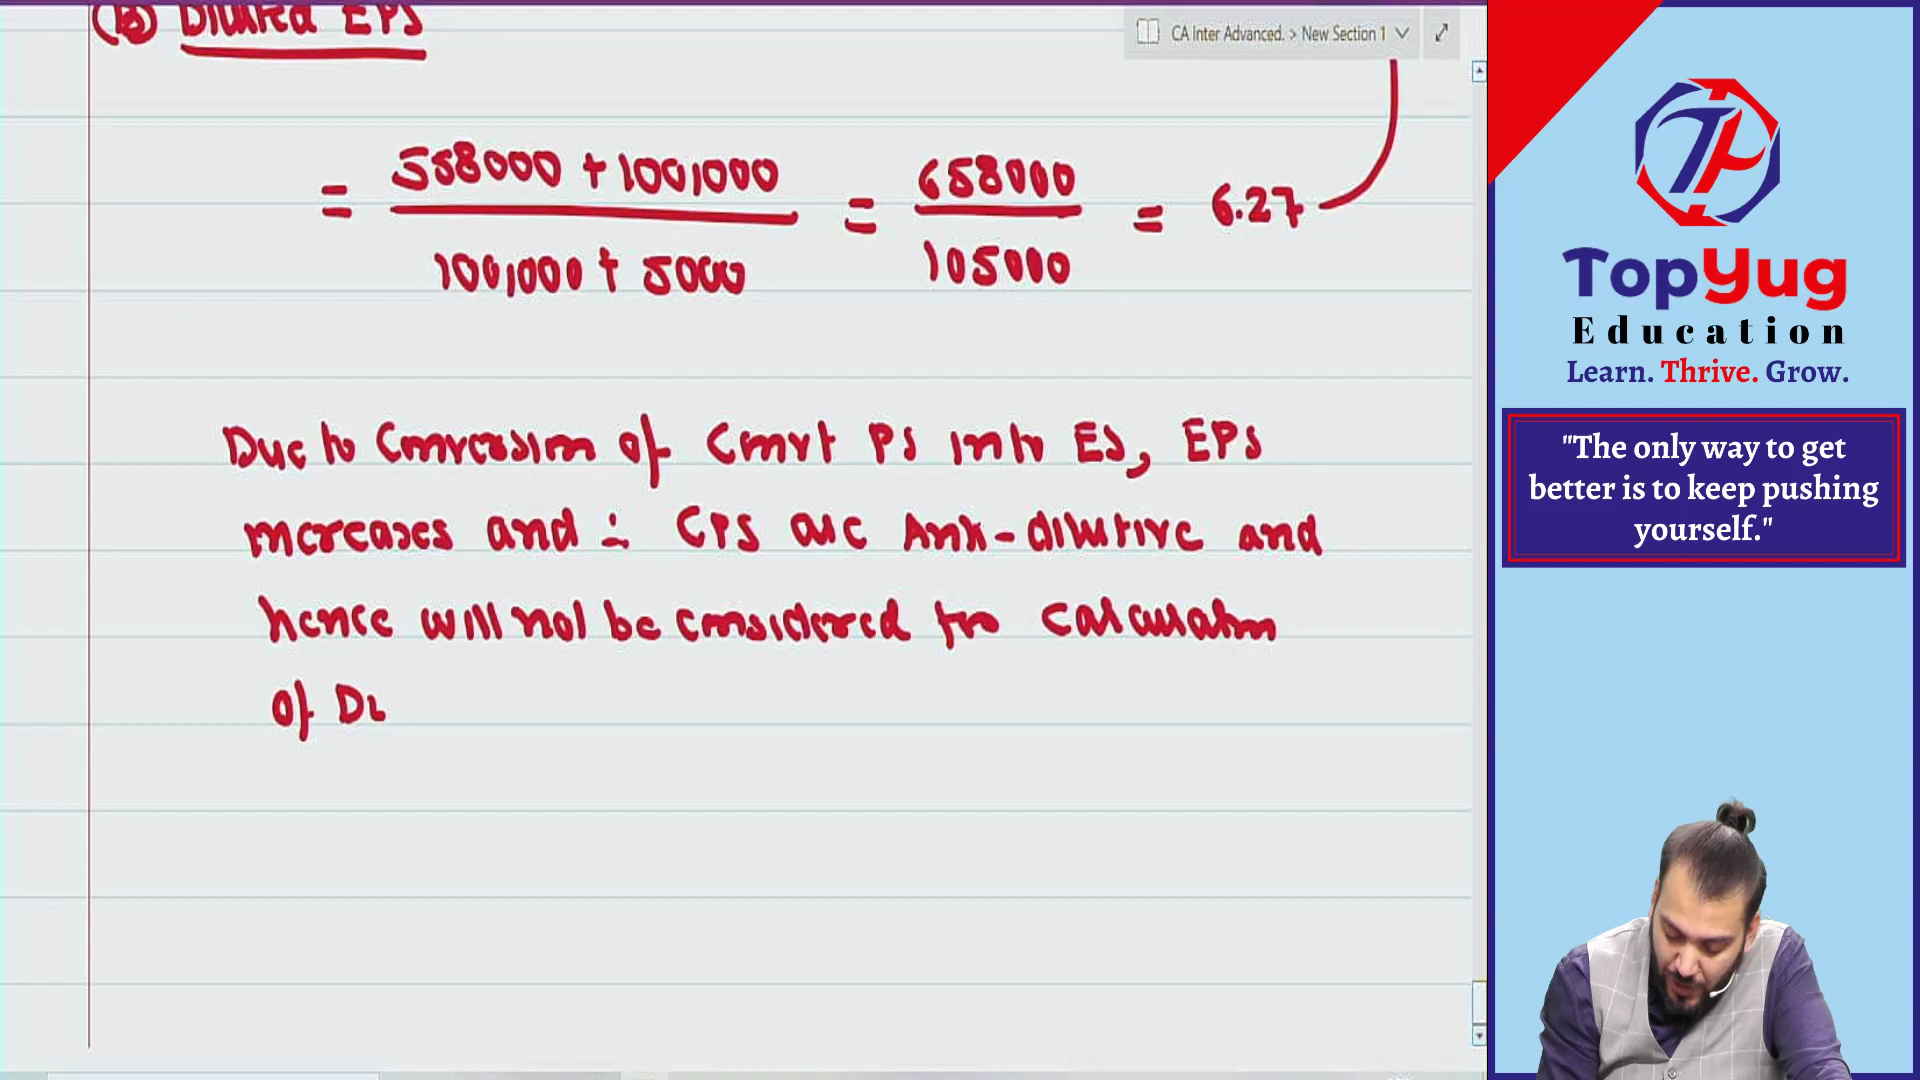 (B) Diluted EPS
CA Inter Advanced. > New Section 1
= 558000 + 100,000 = 658000 = 6.27
100,000 + 5000 105000
Due to Conversion of Convt PS into ES, EPS
increases and ∴ CPS are Anti-dilutive and
hence will not be considered for Calculation
of Di
TopYug
Education
Learn. Thrive. Grow.
"The only way to get
better is to keep pushing
yourself."